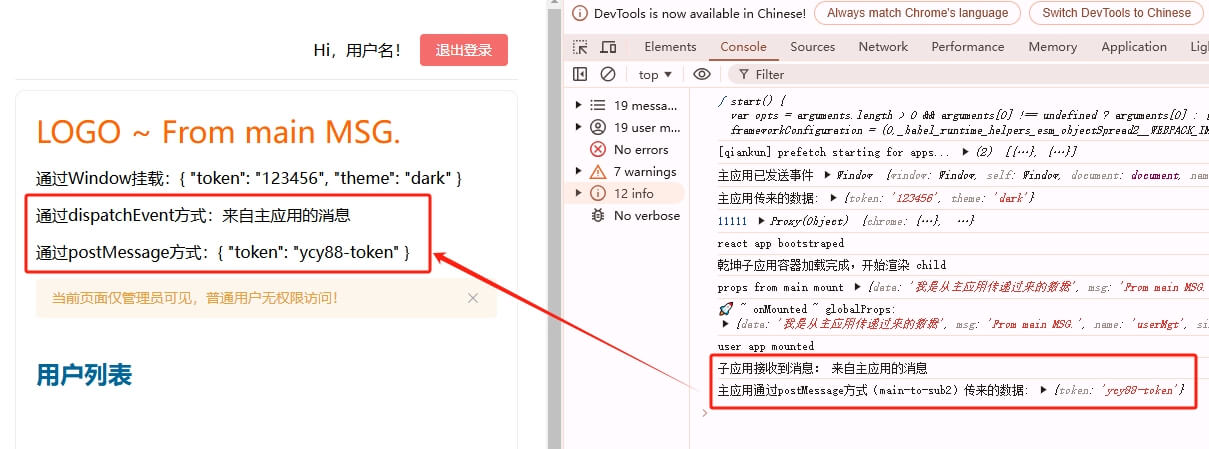 Hi，用户名！
退出登录
LOGO ~ From main MSG.
通过Window挂载：{ "token": "123456", "theme": "dark" }
通过dispatchEvent方式：来自主应用的消息
通过postMessage方式：{ "token": "ycy88-token" }
当前页面仅管理员可见，普通用户无权限访问！
用户列表
DevTools is now available in Chinese!
Always match Chrome's language
Switch DevTools to Chinese
Elements
Console
Sources
Network
Performance
Memory
Application
top
Filter
19 messa...
19 user m...
No errors
7 warnings
12 info
No verbose
ƒ start() {
var opts = arguments.length > 0 && arguments[0] !== undefined ? arguments[0] :
frameworkConfiguration = (0,_babel_runtime_helpers_esm_objectSpread2__WEBPACK_IM
[qiankun] prefetch starting for apps... ▶ (2) [{…}, {…}]
主应用已发送事件 ▶ Window {window: Window, self: Window, document: document, name
主应用传来的数据: ▶ {token: '123456', theme: 'dark'}
11111 ▶ Proxy(Object) {chrome: {…}, …}
react app bootstraped
乾坤子应用容器加载完成，开始渲染 child
props from main mount ▶ {data: '我是从主应用传递过来的数据', msg: 'From main MSG.
🚀 ~ onMounted ~ globalProps:
▶ {data: '我是从主应用传递过来的数据', msg: 'From main MSG.', name: 'userMgt',
user app mounted
子应用接收到消息: 来自主应用的消息
主应用通过postMessage方式（main-to-sub2）传来的数据: ▶ {token: 'ycy88-token'}